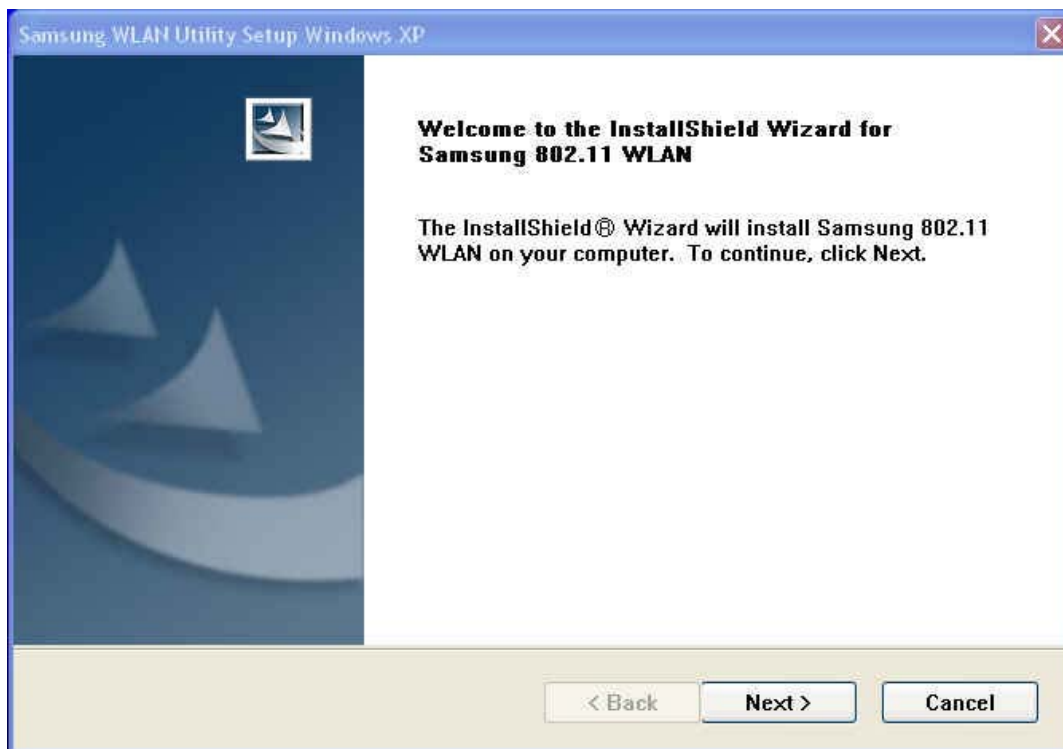 Samsung WLAN Utility Setup Windows XP
Welcome to the InstallShield Wizard for
Samsung 802.11 WLAN
The InstallShield® Wizard will install Samsung 802.11
WLAN on your computer. To continue, click Next.
< Back
Next >
Cancel